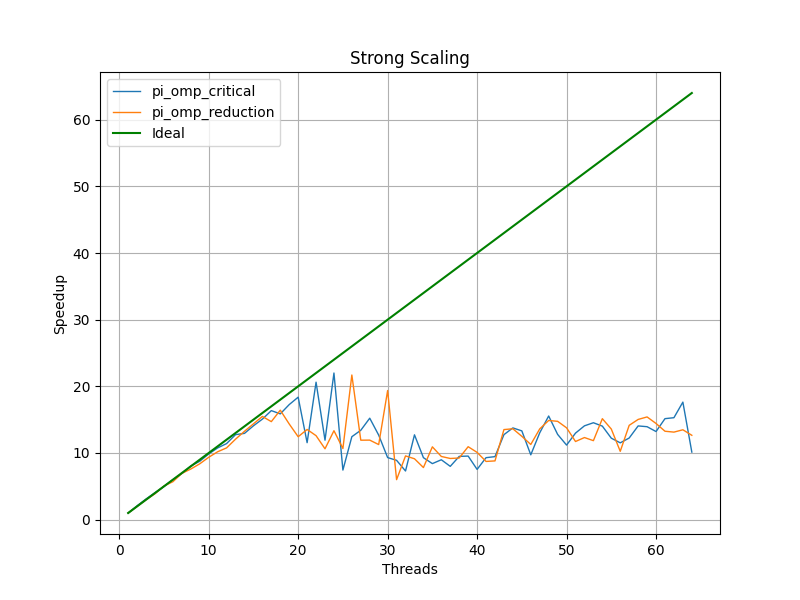 Strong Scaling
pi_omp_critical
pi_omp_reduction
Ideal
60
50
40
30
20
10
0
Speedup
0 10 20 30 40 50 60
Threads